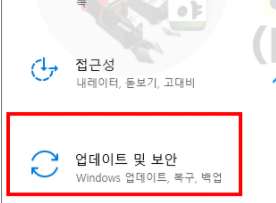 접근성
내레이터, 돋보기, 고대비
업데이트 및 보안
Windows 업데이트, 복구, 백업